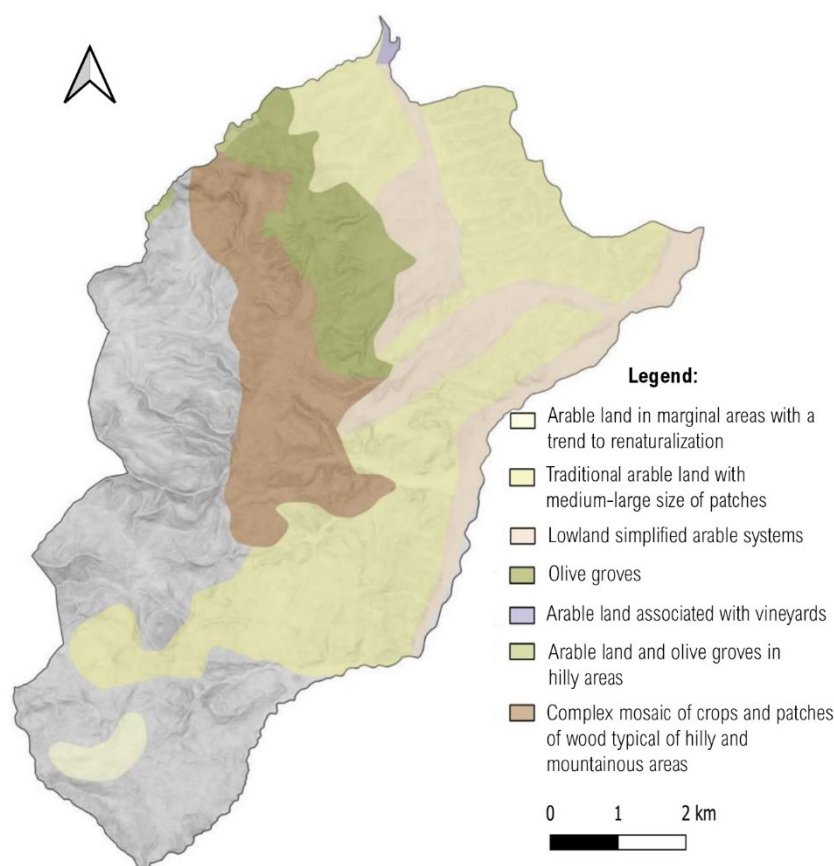 Legend:
Arable land in marginal areas with a
trend to renaturalization
Traditional arable land with
medium-large size of patches
Lowland simplified arable systems
Olive groves
Arable land associated with vineyards
Arable land and olive groves in
hilly areas
Complex mosaic of crops and patches
of wood typical of hilly and
mountainous areas
0 1 2 km